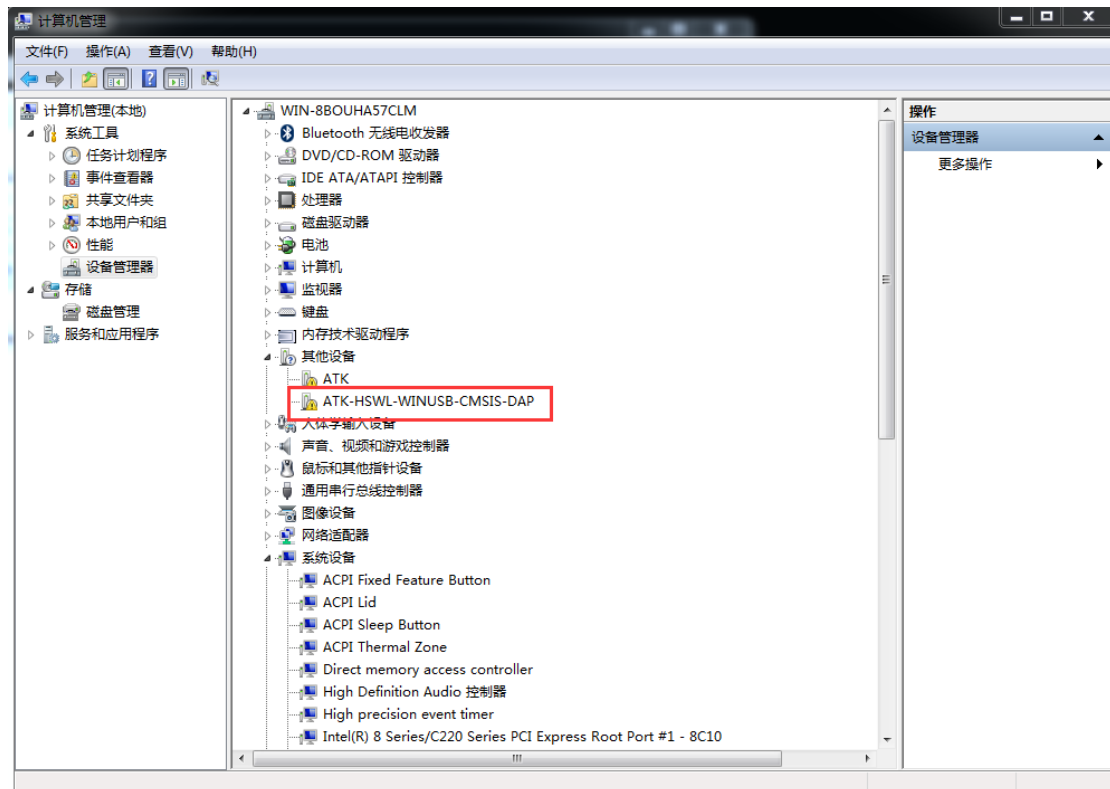 计算机管理
文件(F) 操作(A) 查看(V) 帮助(H)
计算机管理(本地)
系统工具
任务计划程序
事件查看器
共享文件夹
本地用户和组
性能
设备管理器
存储
磁盘管理
服务和应用程序
WIN-8BOUHA57CLM
Bluetooth 无线电收发器
DVD/CD-ROM 驱动器
IDE ATA/ATAPI 控制器
处理器
磁盘驱动器
电池
计算机
监视器
键盘
内存技术驱动程序
其他设备
ATK
ATK-HSWL-WINUSB-CMSIS-DAP
人体学输入设备
声音、视频和游戏控制器
鼠标和其他指针设备
通用串行总线控制器
图像设备
网络适配器
系统设备
ACPI Fixed Feature Button
ACPI Lid
ACPI Sleep Button
ACPI Thermal Zone
Direct memory access controller
High Definition Audio 控制器
High precision event timer
Intel(R) 8 Series/C220 Series PCI Express Root Port #1 - 8C10
操作
设备管理器
更多操作